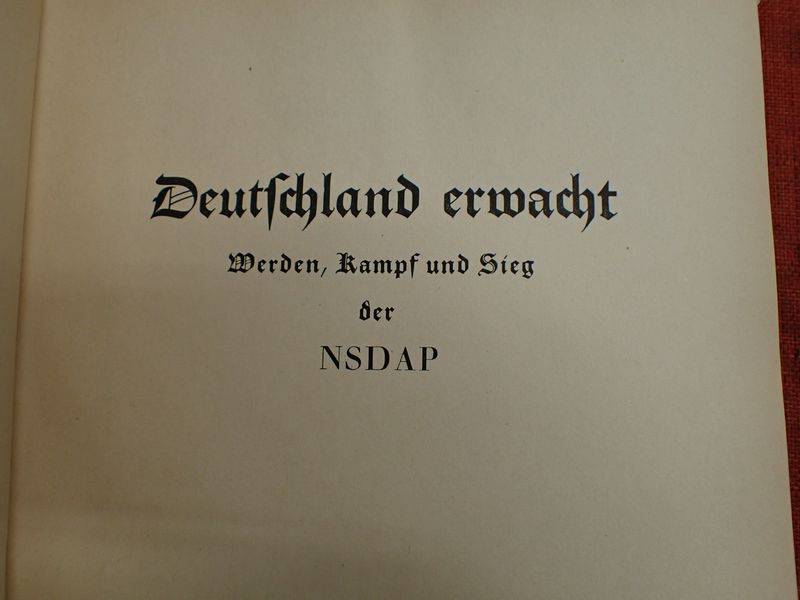 Deutſchland erwacht
Werden, Kampf und Sieg
der
NSDAP